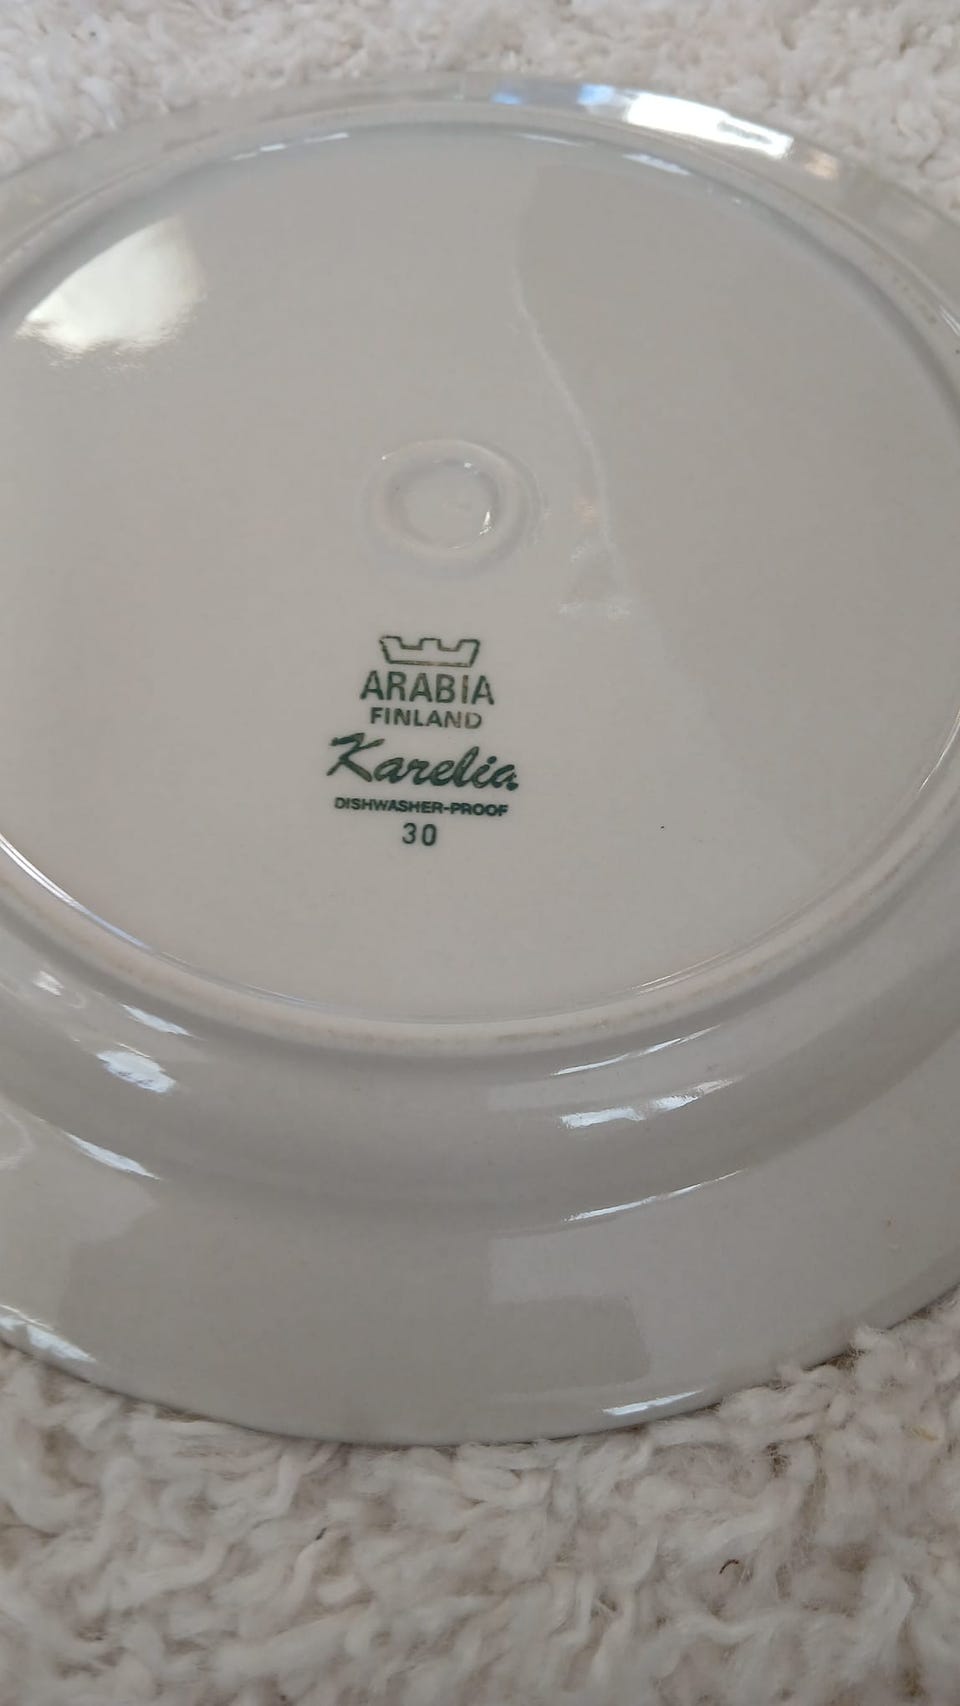 ARABIA
FINLAND
Karelia
DISHWASHER-PROOF
30